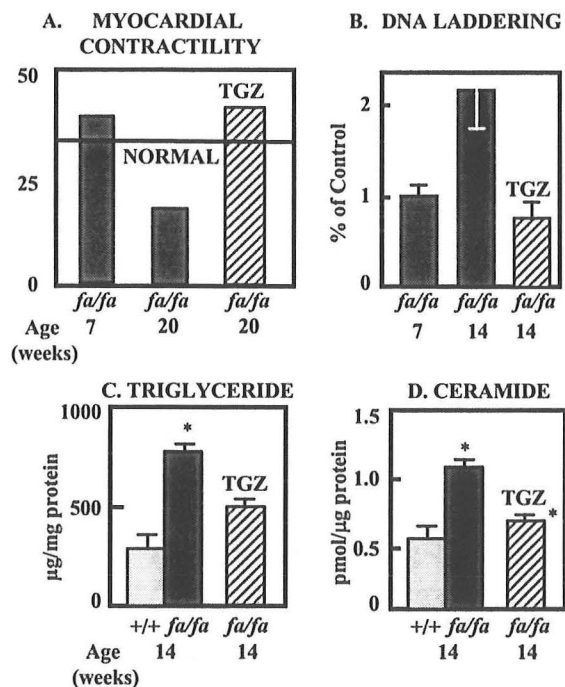 A. MYOCARDIAL
CONTRACTILITY
50
25
0
TGZ
NORMAL
fa/fa fa/fa fa/fa
Age 7 20 20
(weeks)
B. DNA LADDERING
% of Control
2
1
0
TGZ
fa/fa fa/fa fa/fa
7 14 14
C. TRIGLYCERIDE
µg/mg protein
1000
500
0
*
TGZ
+/+ fa/fa fa/fa
Age 14 14
(weeks)
D. CERAMIDE
pmol/µg protein
1.5
1.0
0.5
0
*
TGZ *
+/+ fa/fa fa/fa
14 14